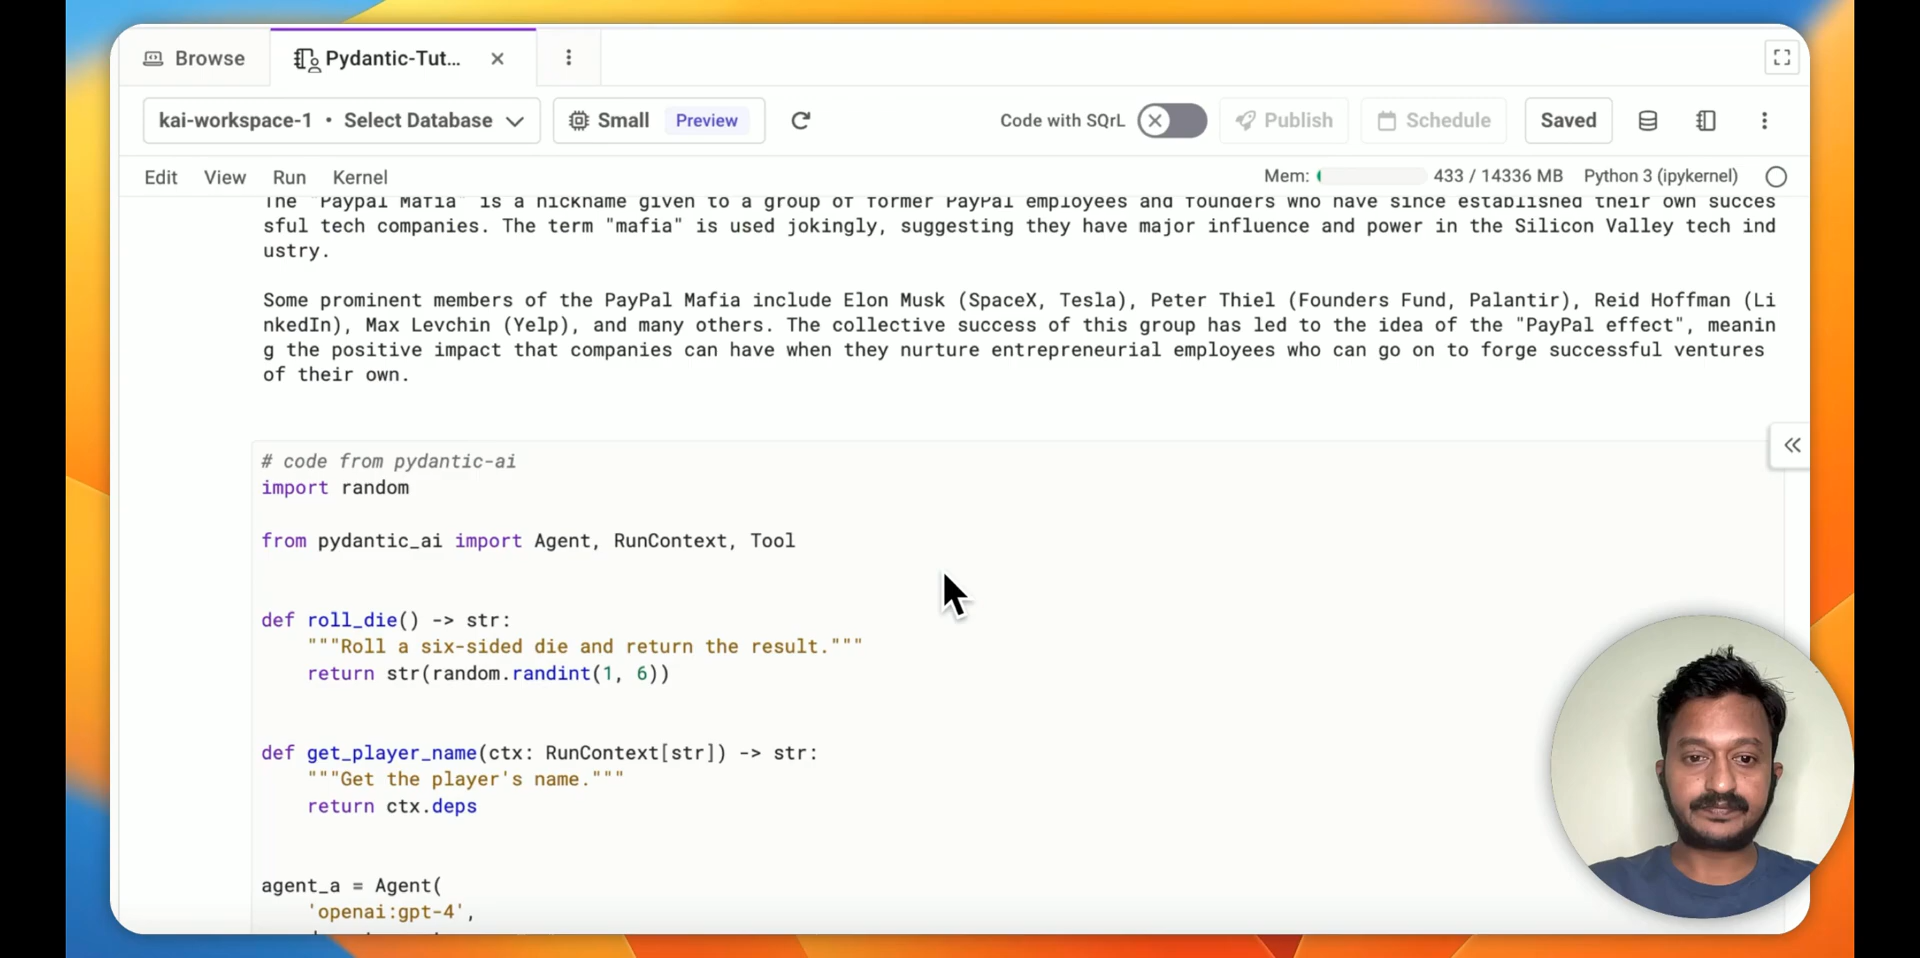 Browse
Pydantic-Tut...
kai-workspace-1 • Select Database
Small
Preview
Code with SQrL
Publish
Schedule
Saved
Edit View Run Kernel
Mem: 433 / 14336 MB Python 3 (ipykernel)
The "Paypal Mafia" is a nickname given to a group of former PayPal employees and founders who have since established their own succes
sful tech companies. The term "mafia" is used jokingly, suggesting they have major influence and power in the Silicon Valley tech ind
ustry.
Some prominent members of the PayPal Mafia include Elon Musk (SpaceX, Tesla), Peter Thiel (Founders Fund, Palantir), Reid Hoffman (Li
nkedIn), Max Levchin (Yelp), and many others. The collective success of this group has led to the idea of the "PayPal effect", meanin
g the positive impact that companies can have when they nurture entrepreneurial employees who can go on to forge successful ventures
of their own.
# code from pydantic-ai
import random
from pydantic_ai import Agent, RunContext, Tool
def roll_die() -> str:
"""Roll a six-sided die and return the result."""
return str(random.randint(1, 6))
def get_player_name(ctx: RunContext[str]) -> str:
"""Get the player's name."""
return ctx.deps
agent_a = Agent(
'openai:gpt-4',